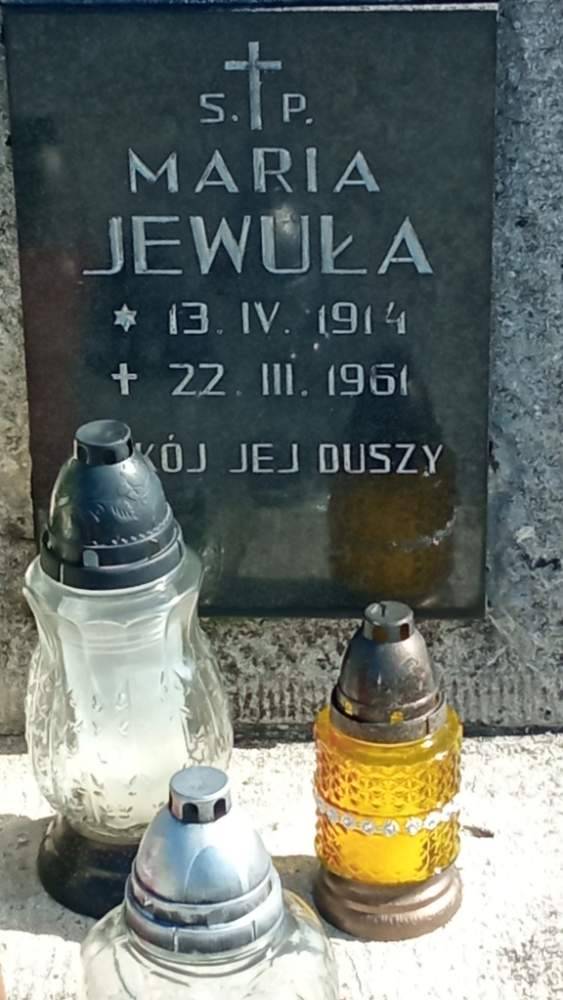 S. P.
MARIA
JEWUŁA
* 13. IV. 1914
✝ 22. III. 1961
JEJ DUSZY